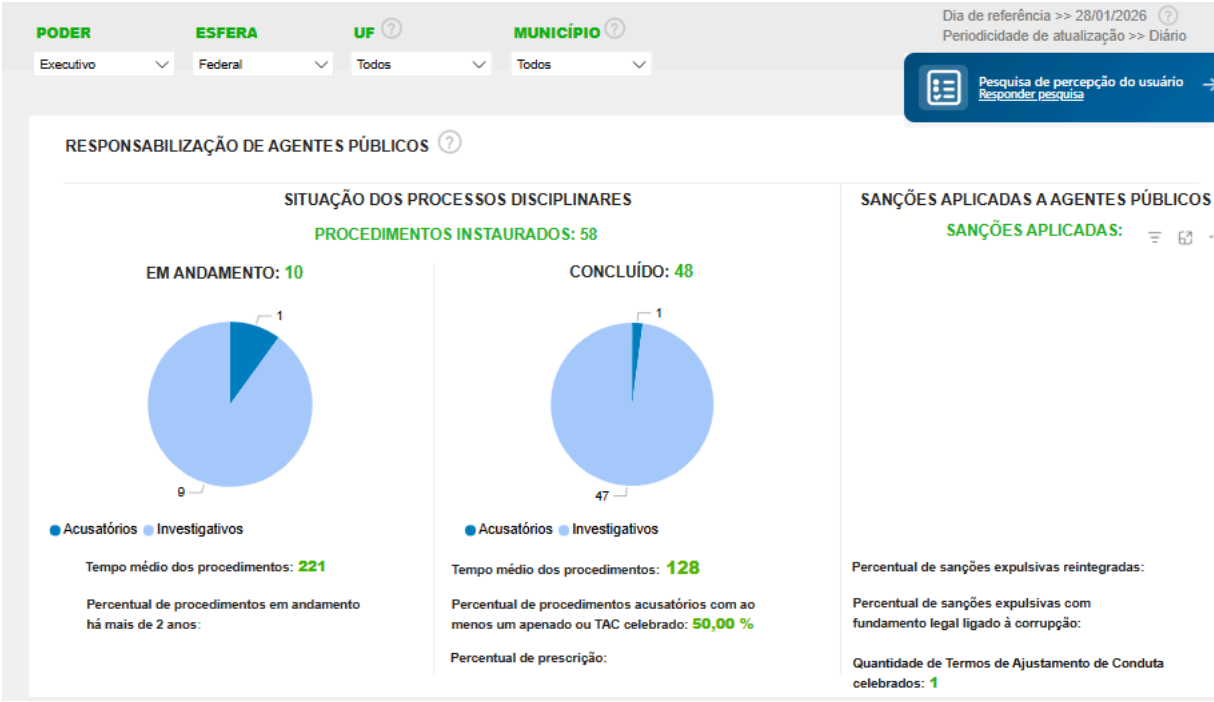 PODER
ESFERA
UF ?
MUNICÍPIO ?
Executivo
Federal
Todos
Todos
Dia de referência >> 28/01/2026 ?
Periodicidade de atualização >> Diário
Pesquisa de percepção do usuário
Responder pesquisa
RESPONSABILIZAÇÃO DE AGENTES PÚBLICOS ?
SITUAÇÃO DOS PROCESSOS DISCIPLINARES
PROCEDIMENTOS INSTAURADOS: 58
EM ANDAMENTO: 10
1
9
Acusatórios Investigativos
Tempo médio dos procedimentos: 221
Percentual de procedimentos em andamento
há mais de 2 anos:
CONCLUÍDO: 48
1
47
Acusatórios Investigativos
Tempo médio dos procedimentos: 128
Percentual de procedimentos acusatórios com ao
menos um apenado ou TAC celebrado: 50,00 %
Percentual de prescrição:
SANÇÕES APLICADAS A AGENTES PÚBLICOS
SANÇÕES APLICADAS:
Percentual de sanções expulsivas reintegradas:
Percentual de sanções expulsivas com
fundamento legal ligado à corrupção:
Quantidade de Termos de Ajustamento de Conduta
celebrados: 1